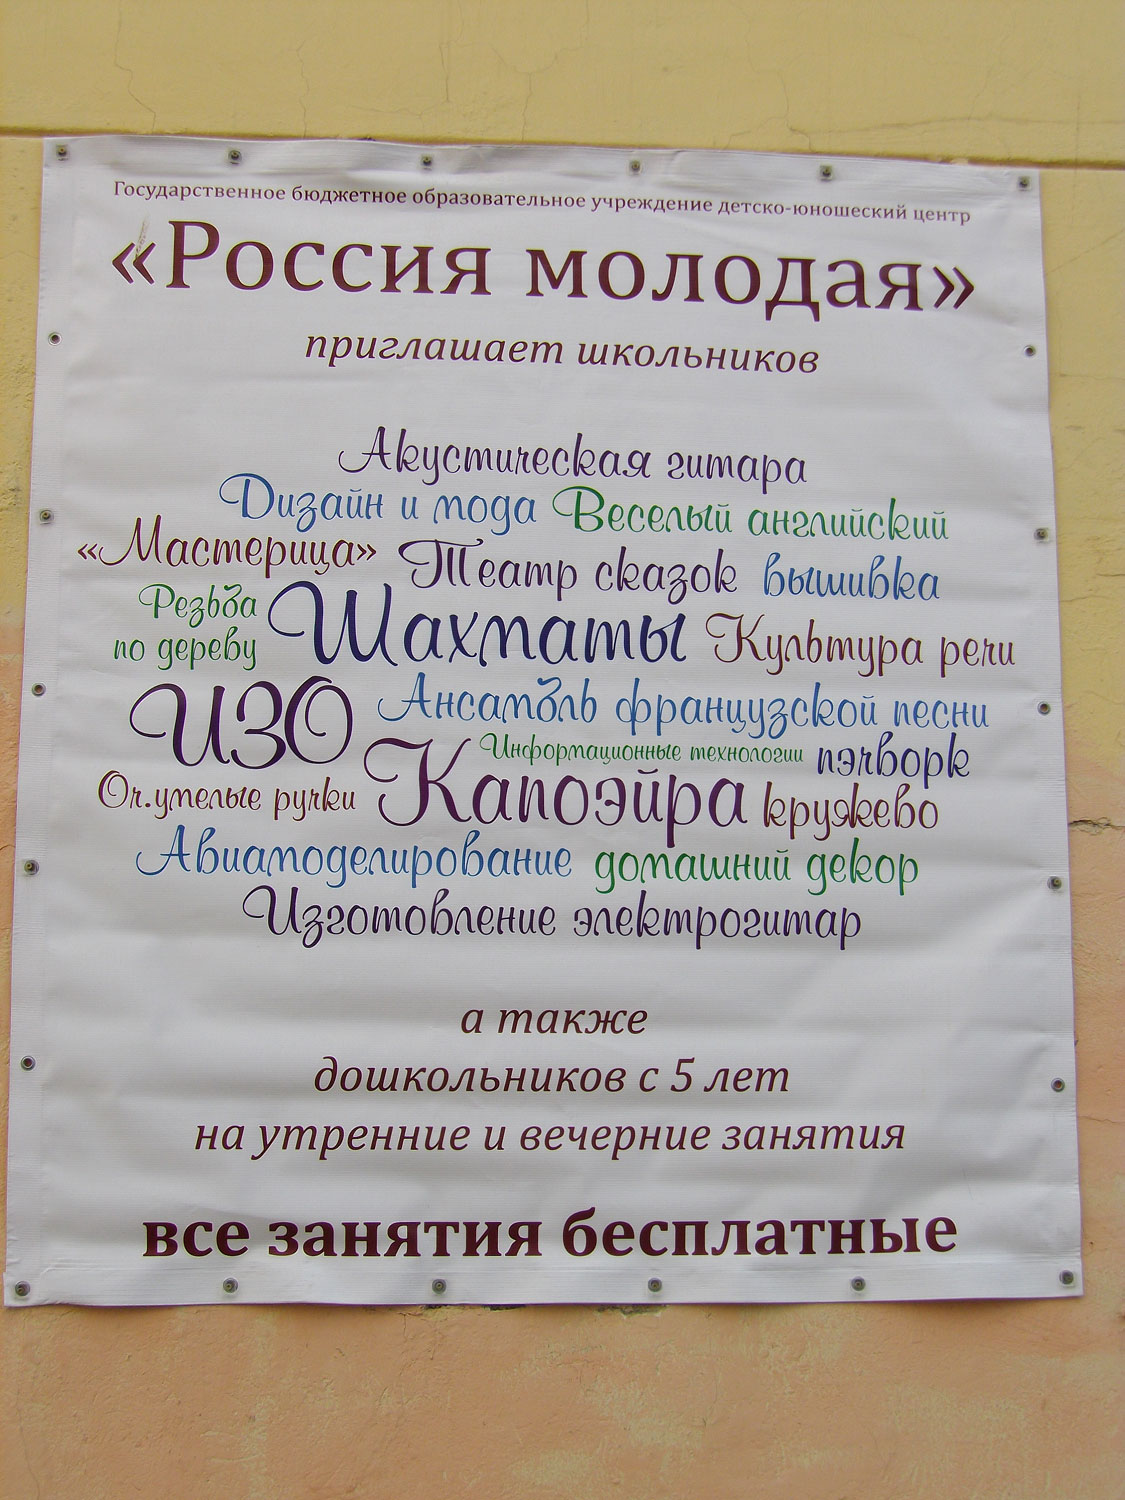 Государственное бюджетное образовательное учреждение детско-юношеский центр
«Россия молодая»
приглашает школьников
Акустическая гитара
Дизайн и мода Веселый английский
«Мастерица» Театр сказок вышивка
Резьба
по дереву Шахматы Культура речи
ИЗО Ансамбль французской песни
Информационные технологии пэчворк
Оч.умелые ручки Капоэйра кружево
Авиамоделирование домашний декор
Изготовление электрогитар
а также
дошкольников с 5 лет
на утренние и вечерние занятия
все занятия бесплатные